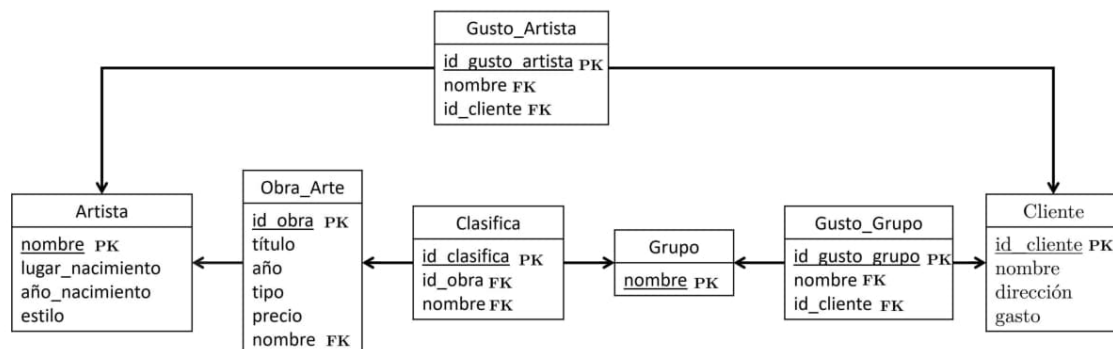 Gusto_Artista
id_gusto_artista PK
nombre FK
id_cliente FK
Artista
nombre PK
lugar_nacimiento
año_nacimiento
estilo
Obra_Arte
id_obra PK
título
año
tipo
precio
nombre FK
Clasifica
id_clasifica PK
id_obra FK
nombre FK
Grupo
nombre PK
Gusto_Grupo
id_gusto_grupo PK
nombre FK
id_cliente FK
Cliente
id_cliente PK
nombre
dirección
gasto